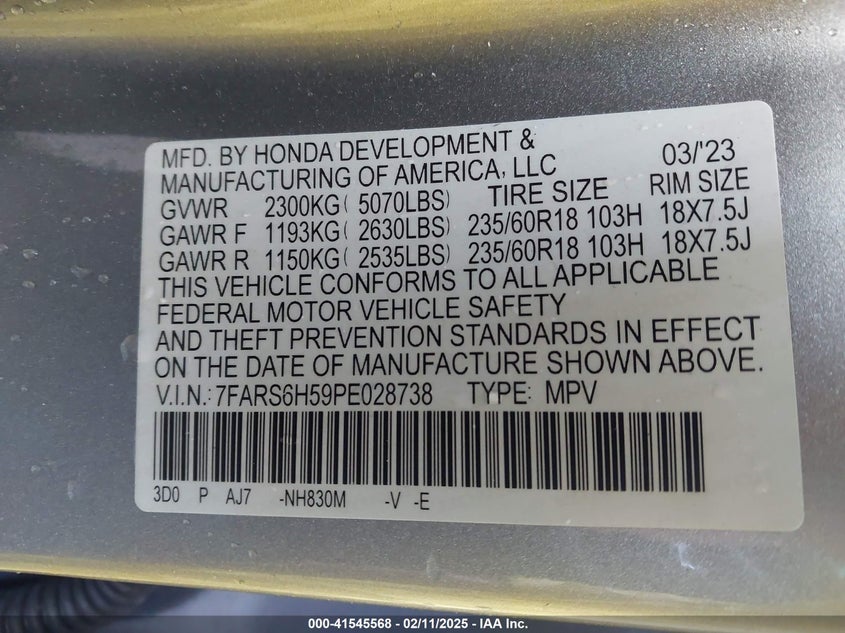 MFD. BY HONDA DEVELOPMENT & 03/'23
MANUFACTURING OF AMERICA, LLC
GVWR 2300KG( 5070LBS) TIRE SIZE RIM SIZE
GAWR F 1193KG( 2630LBS) 235/60R18 103H 18X7.5J
GAWR R 1150KG( 2535LBS) 235/60R18 103H 18X7.5J
THIS VEHICLE CONFORMS TO ALL APPLICABLE
FEDERAL MOTOR VEHICLE SAFETY
AND THEFT PREVENTION STANDARDS IN EFFECT
ON THE DATE OF MANUFACTURE SHOWN ABOVE.
V.I.N.: 7FARS6H59PE028738 TYPE: MPV
3D0 P AJ7 -NH830M -V -E
000-41545568 - 02/11/2025 - IAA Inc.